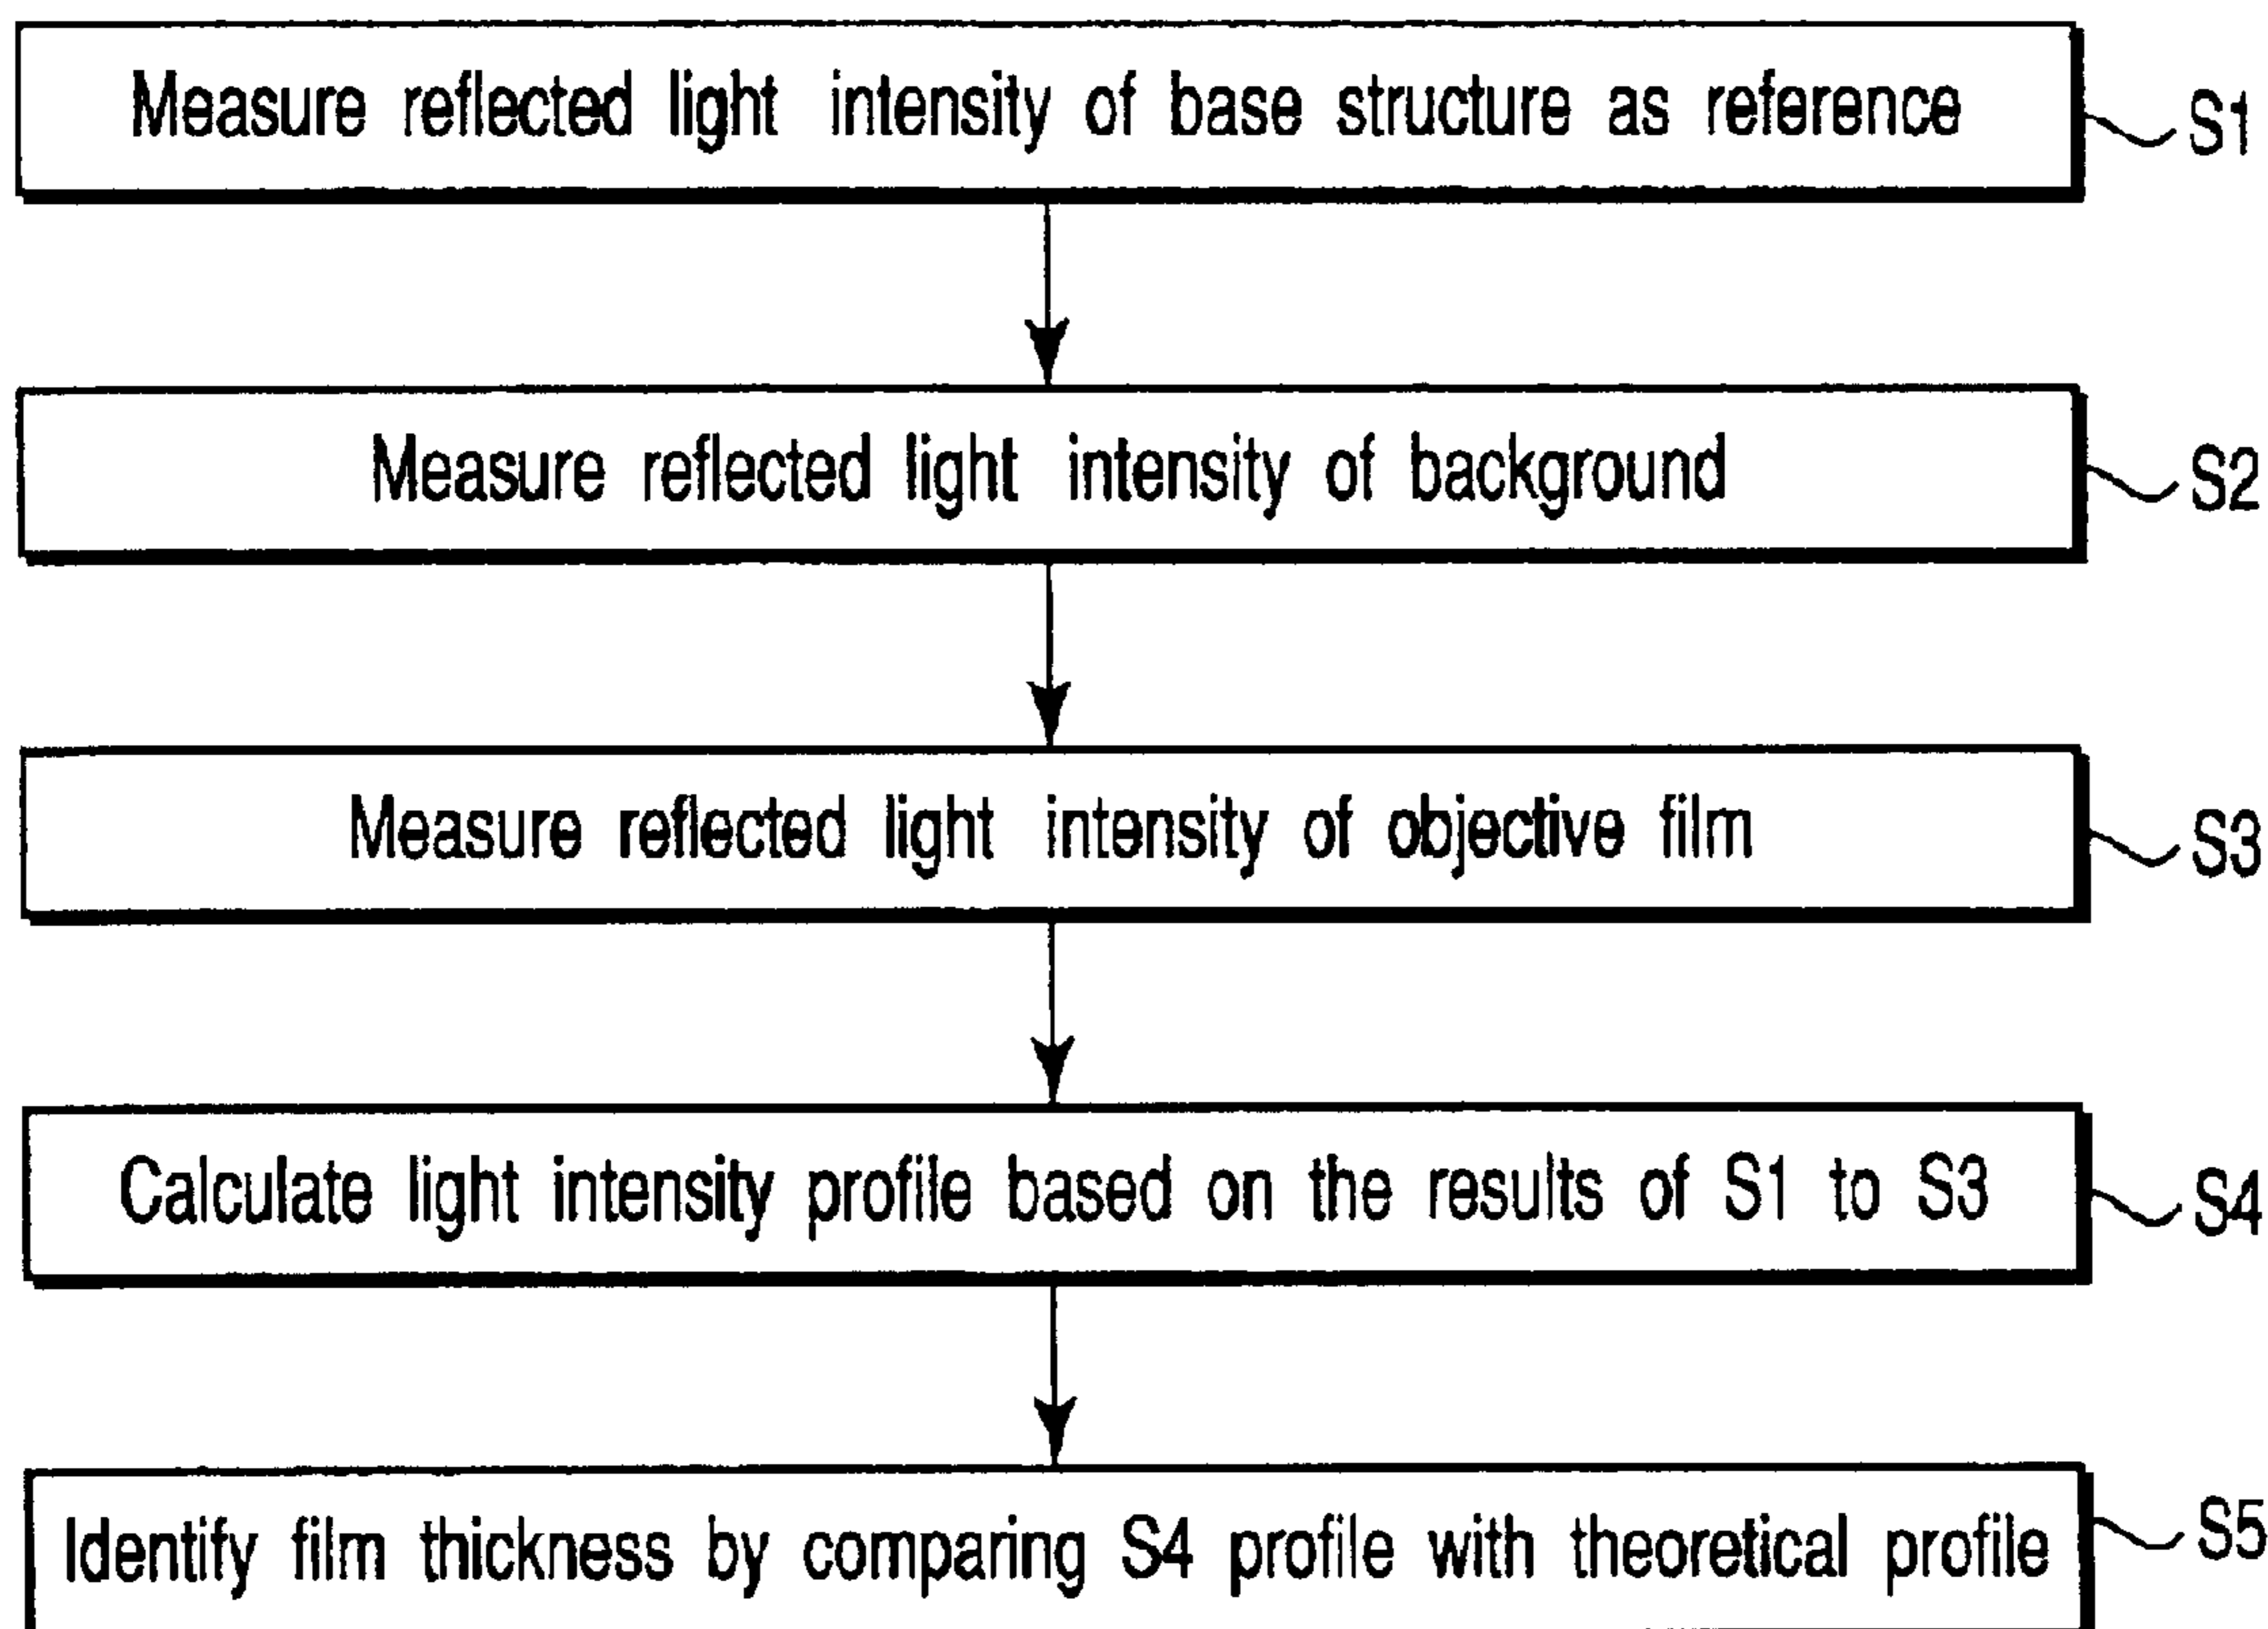 Measure reflected light intensity of base structure as reference S1
Measure reflected light intensity of background S2
Measure reflected light intensity of objective film S3
Calculate light intensity profile based on the results of S1 to S3 S4
Identify film thickness by comparing S4 profile with theoretical profile S5